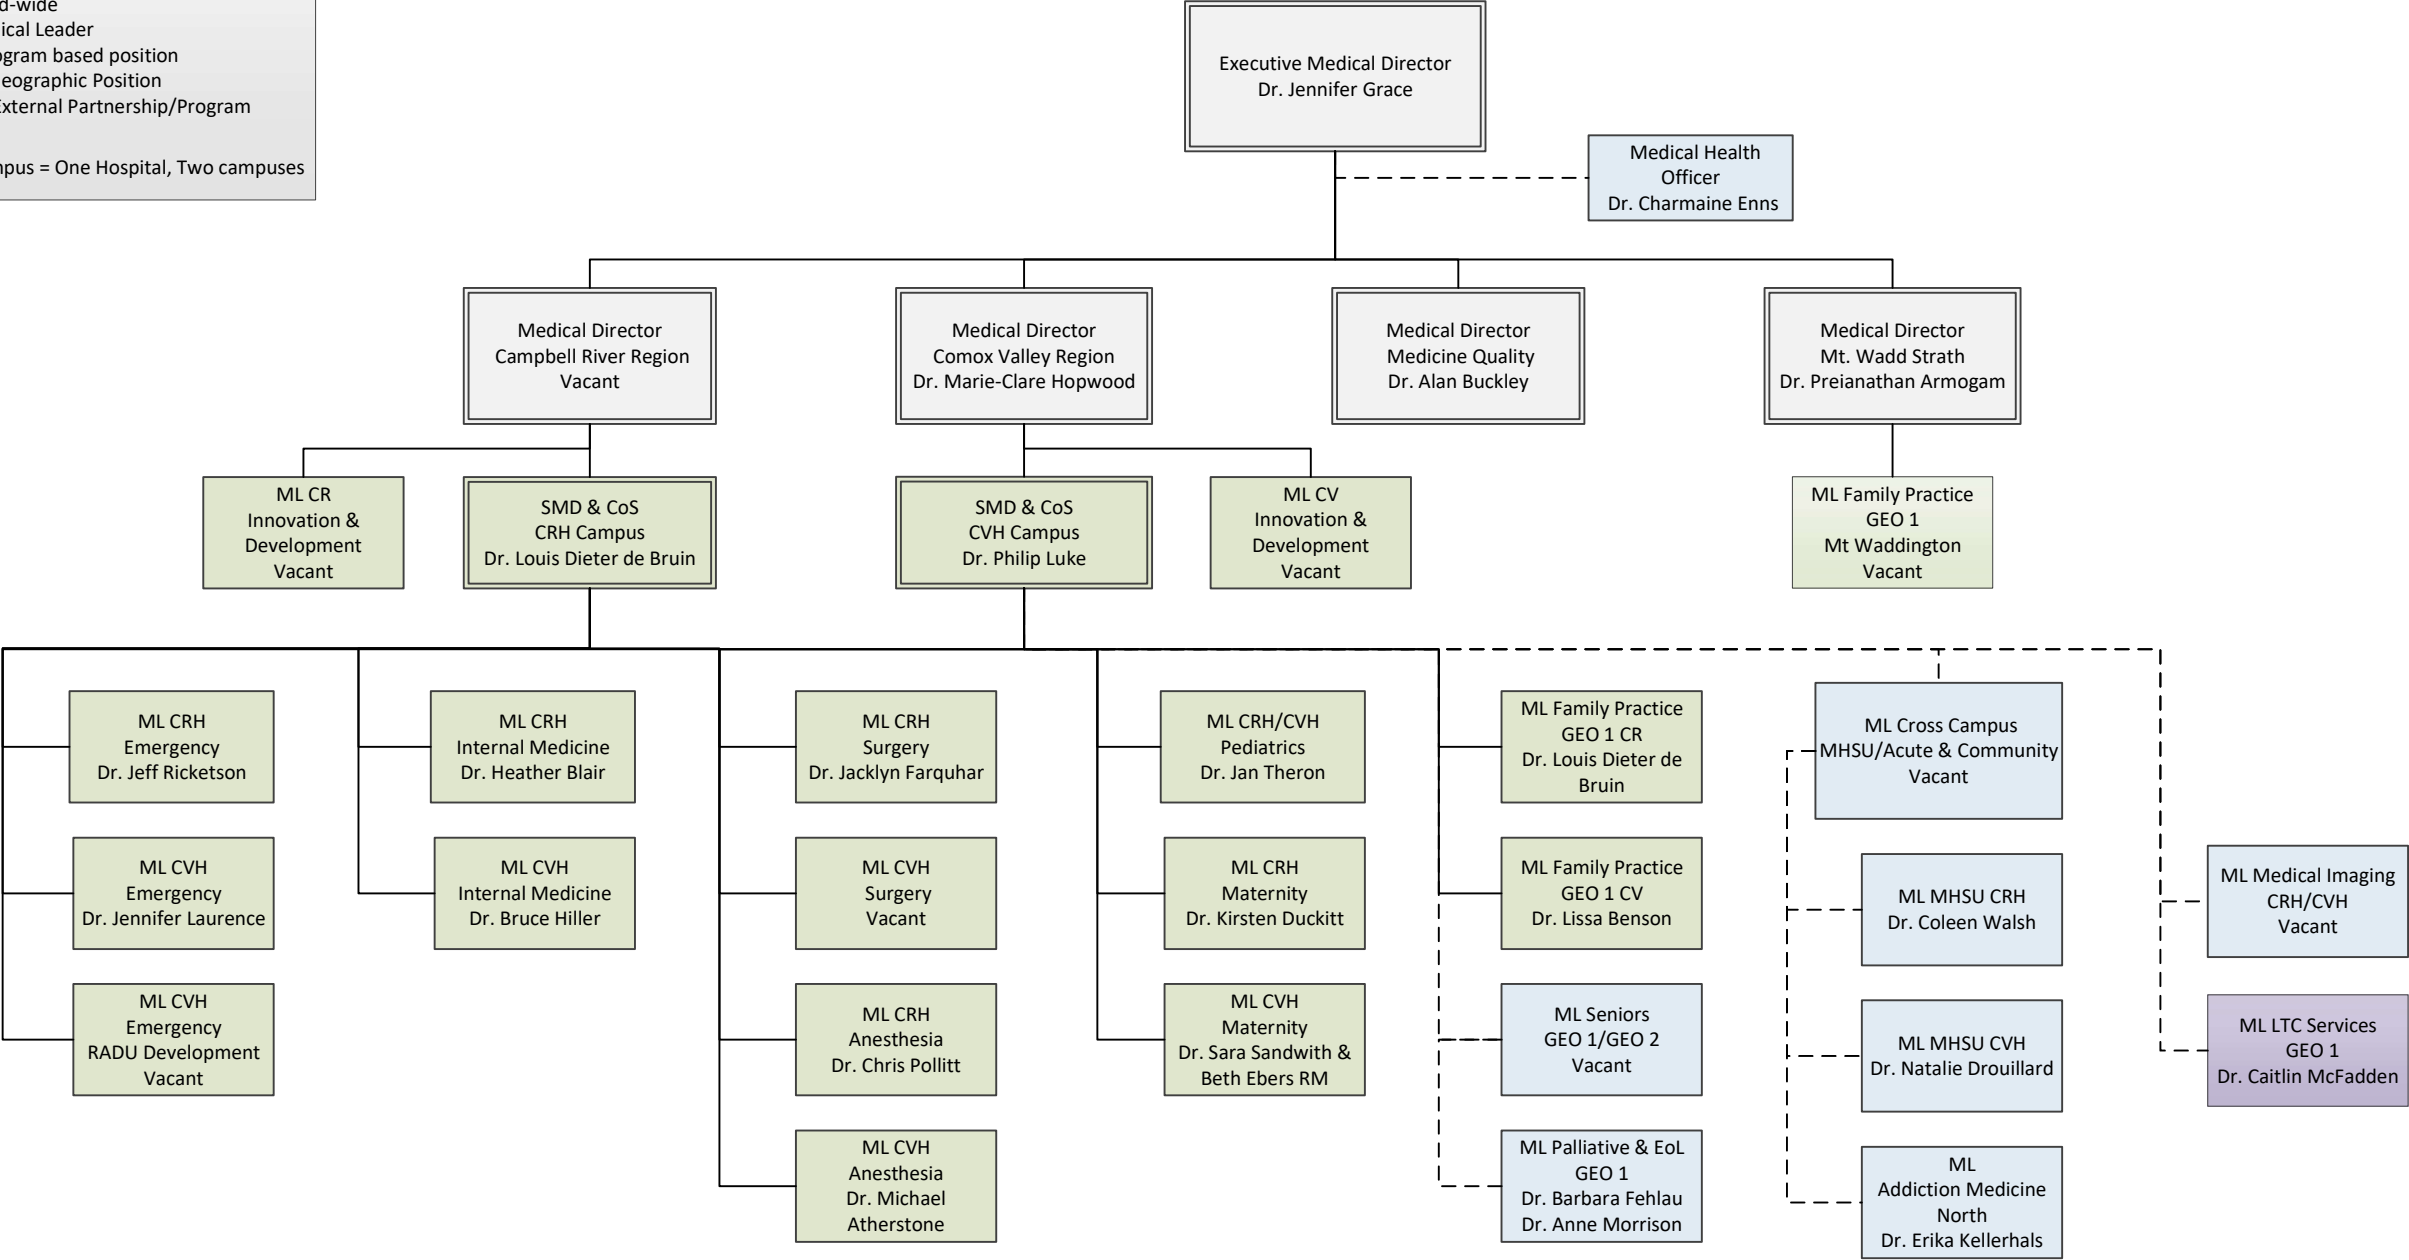 ical Leader
ogram based position
eographic Position
External Partnership/Program
= One Hospital, Two campuses
Executive Medical Director
Dr. Jennifer Grace
Medical Health
Officer
Dr. Charmaine Enns
Medical Director
Campbell River Region
Vacant
Medical Director
Comox Valley Region
Dr. Marie-Clare Hopwood
Medical Director
Medicine Quality
Dr. Alan Buckley
Medical Director
Mt. Wadd Strath
Dr. Preianathan Armogam
ML CR
Innovation &
Development
Vacant
SMD & CoS
CRH Campus
Dr. Louis Dieter de Bruin
SMD & CoS
CVH Campus
Dr. Philip Luke
ML CV
Innovation &
Development
Vacant
ML Family Practice
GEO 1
Mt Waddington
Vacant
ML CRH
Emergency
Dr. Jeff Ricketson
ML CRH
Internal Medicine
Dr. Heather Blair
ML CRH
Surgery
Dr. Jacklyn Farquhar
ML CRH/CVH
Pediatrics
Dr. Jan Theron
ML Family Practice
GEO 1 CR
Dr. Louis Dieter de
Bruin
ML Cross Campus
MHSU/Acute & Community
Vacant
ML CVH
Emergency
Dr. Jennifer Laurence
ML CVH
Internal Medicine
Dr. Bruce Hiller
ML CVH
Surgery
Vacant
ML CRH
Maternity
Dr. Kirsten Duckitt
ML Family Practice
GEO 1 CV
Dr. Lissa Benson
ML MHSU CRH
Dr. Coleen Walsh
ML Medical Imaging
CRH/CVH
Vacant
ML CVH
Emergency
RADU Development
Vacant
ML CRH
Anesthesia
Dr. Chris Pollitt
ML CVH
Maternity
Dr. Sara Sandwith &
Beth Ebers RM
ML Seniors
GEO 1/GEO 2
Vacant
ML MHSU CVH
Dr. Natalie Drouillard
ML LTC Services
GEO 1
Dr. Caitlin McFadden
ML CVH
Anesthesia
Dr. Michael
Atherstone
ML Palliative & EoL
GEO 1
Dr. Barbara Fehlau
Dr. Anne Morrison
ML
Addiction Medicine
North
Dr. Erika Kellerhals